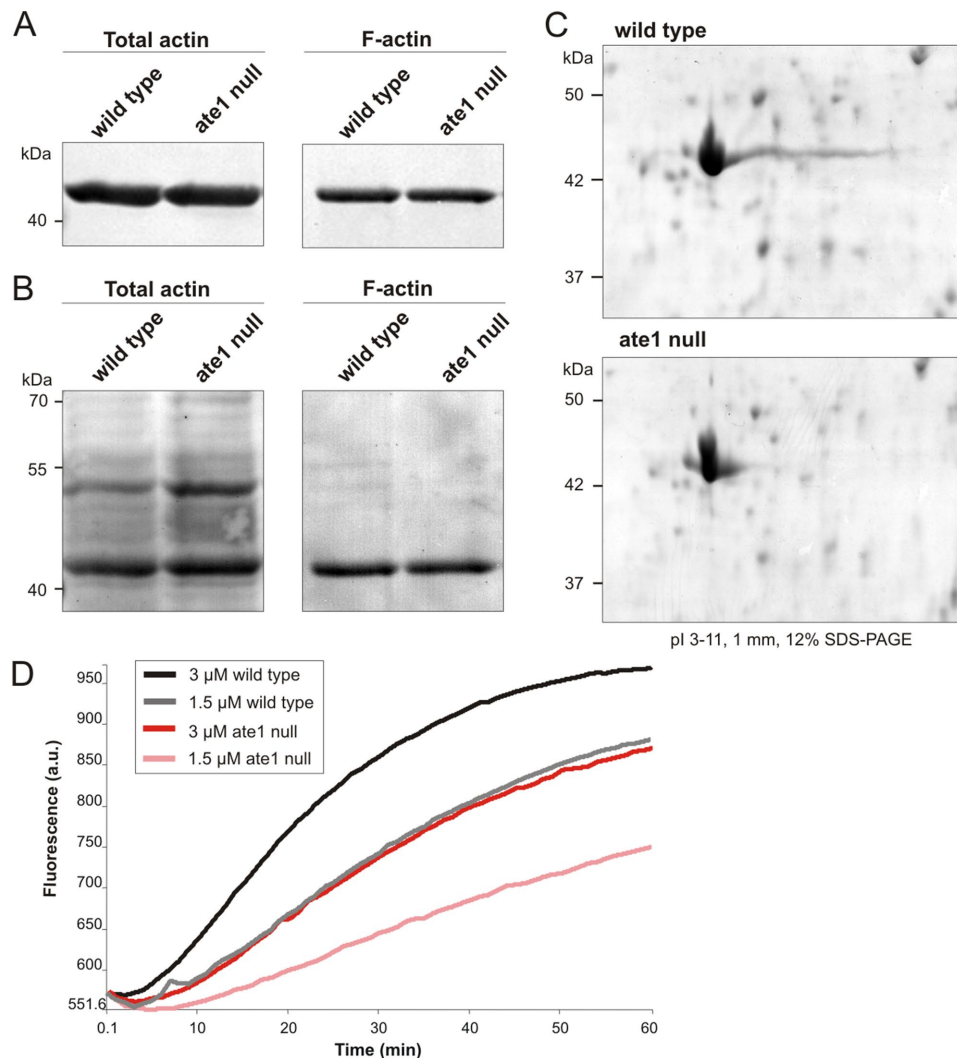 A
Total actin
F-actin
wild type
ate1 null
wild type
ate1 null
kDa
40
B
Total actin
F-actin
wild type
ate1 null
wild type
ate1 null
kDa
70
55
40
C
wild type
kDa
50
42
37
ate1 null
kDa
50
42
37
pI 3-11, 1 mm, 12% SDS-PAGE
D
3 µM wild type
1.5 µM wild type
3 µM ate1 null
1.5 µM ate1 null
Fluorescence (a.u.)
950
900
850
800
750
700
650
600
551.6
0.1
10
20
30
40
50
60
Time (min)